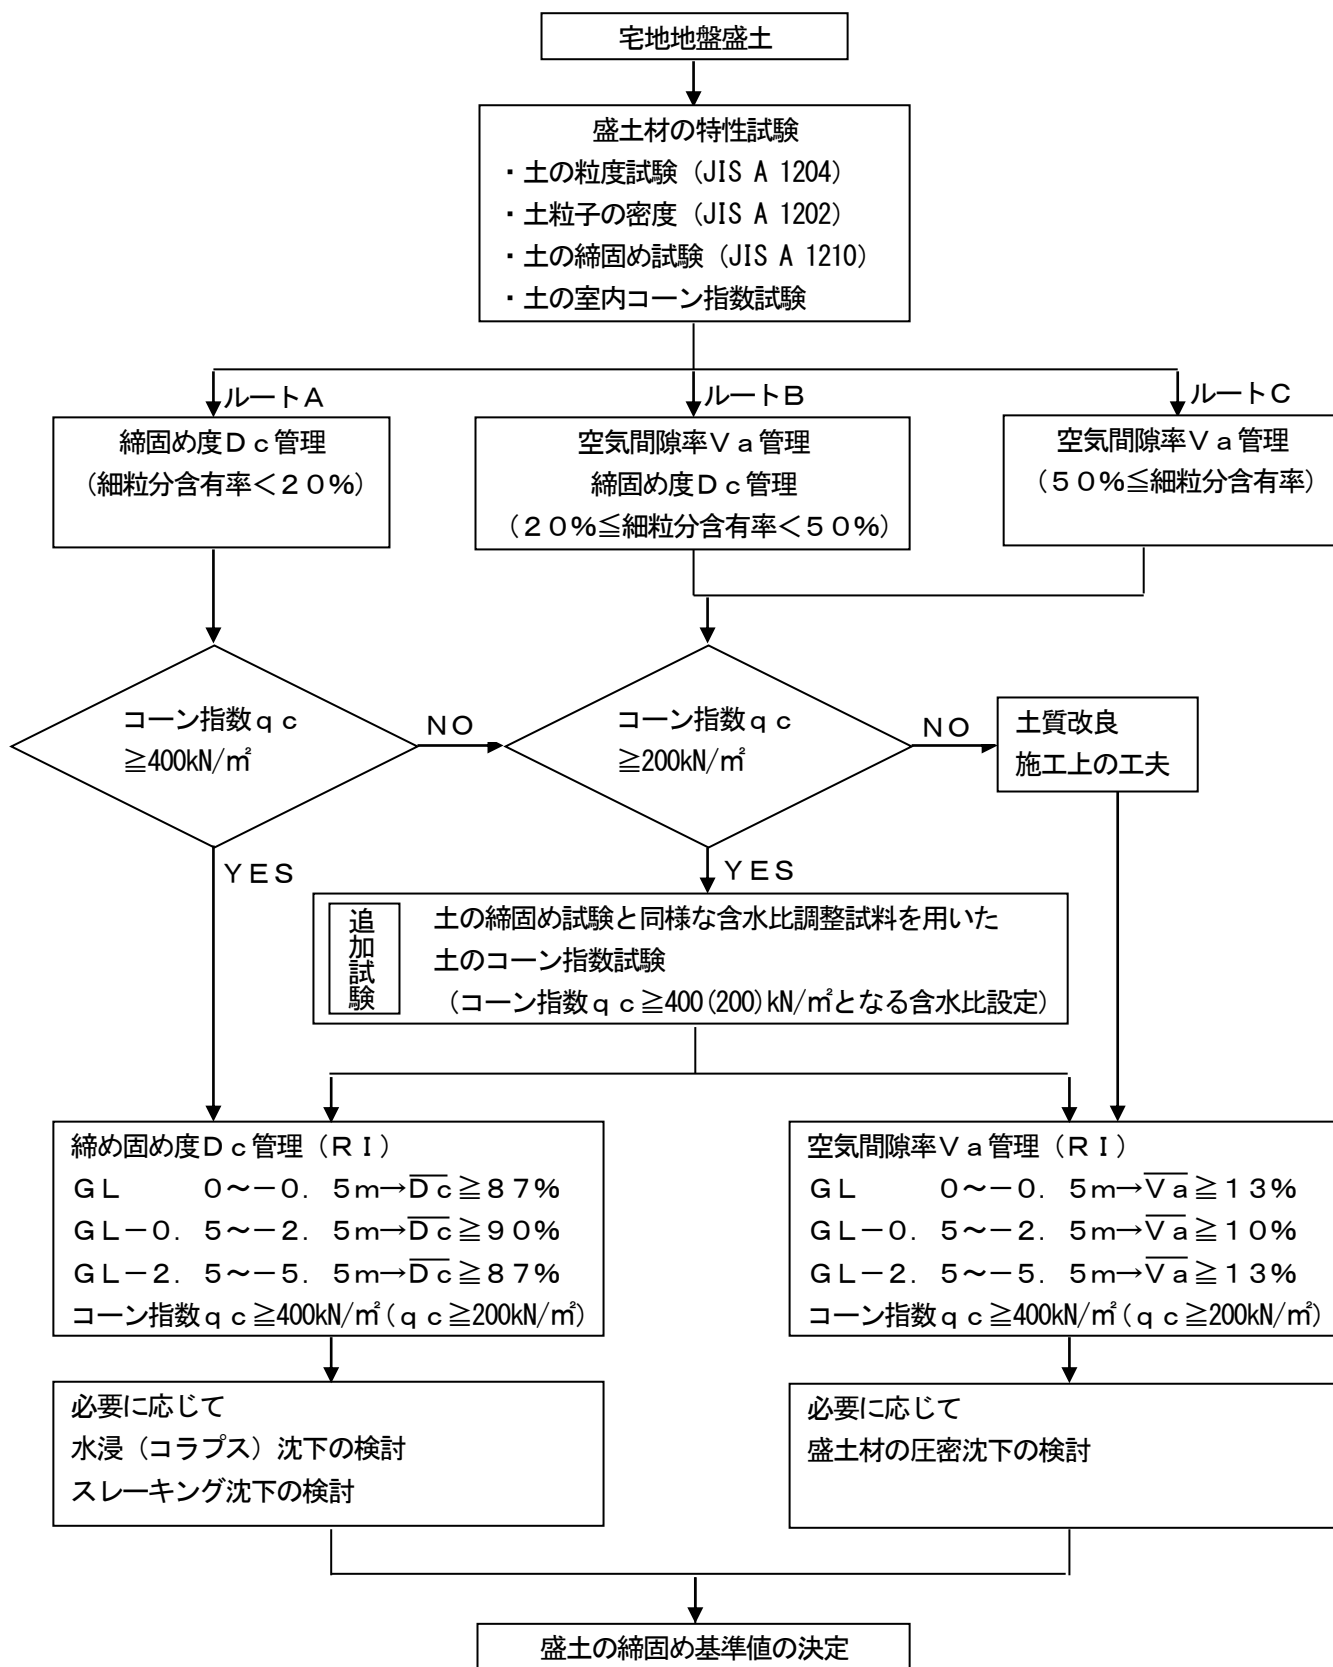 宅地地盤盛土
盛土材の特性試験
・土の粒度試験（JIS A 1204）
・土粒子の密度（JIS A 1202）
・土の締固め試験（JIS A 1210）
・土の室内コーン指数試験
ルートＡ
ルートＢ
ルートＣ
締固め度Ｄｃ管理
（細粒分含有率＜２０%）
空気間隙率Ｖａ管理
締固め度Ｄｃ管理
（２０%≦細粒分含有率＜５０%）
空気間隙率Ｖａ管理
（５０%≦細粒分含有率）
コーン指数ｑｃ
≧400kN/㎡
ＮＯ
コーン指数ｑｃ
≧200kN/㎡
ＮＯ
土質改良
施工上の工夫
ＹＥＳ
ＹＥＳ
追加試験
土の締固め試験と同様な含水比調整試料を用いた
土のコーン指数試験
（コーン指数ｑｃ≧400(200)kN/㎡となる含水比設定）
締め固め度Ｄｃ管理（ＲＩ）
ＧＬ　　０～－０．５ｍ→D̅c̅≧８７%
ＧＬ－０．５～－２．５ｍ→D̅c̅≧９０%
ＧＬ－２．５～－５．５ｍ→D̅c̅≧８７%
コーン指数ｑｃ≧400kN/㎡(ｑｃ≧200kN/㎡)
空気間隙率Ｖａ管理（ＲＩ）
ＧＬ　　０～－０．５ｍ→V̅a̅≧１３%
ＧＬ－０．５～－２．５ｍ→V̅a̅≧１０%
ＧＬ－２．５～－５．５ｍ→V̅a̅≧１３%
コーン指数ｑｃ≧400kN/㎡(ｑｃ≧200kN/㎡)
必要に応じて
水浸（コラプス）沈下の検討
スレーキング沈下の検討
必要に応じて
盛土材の圧密沈下の検討
盛土の締固め基準値の決定